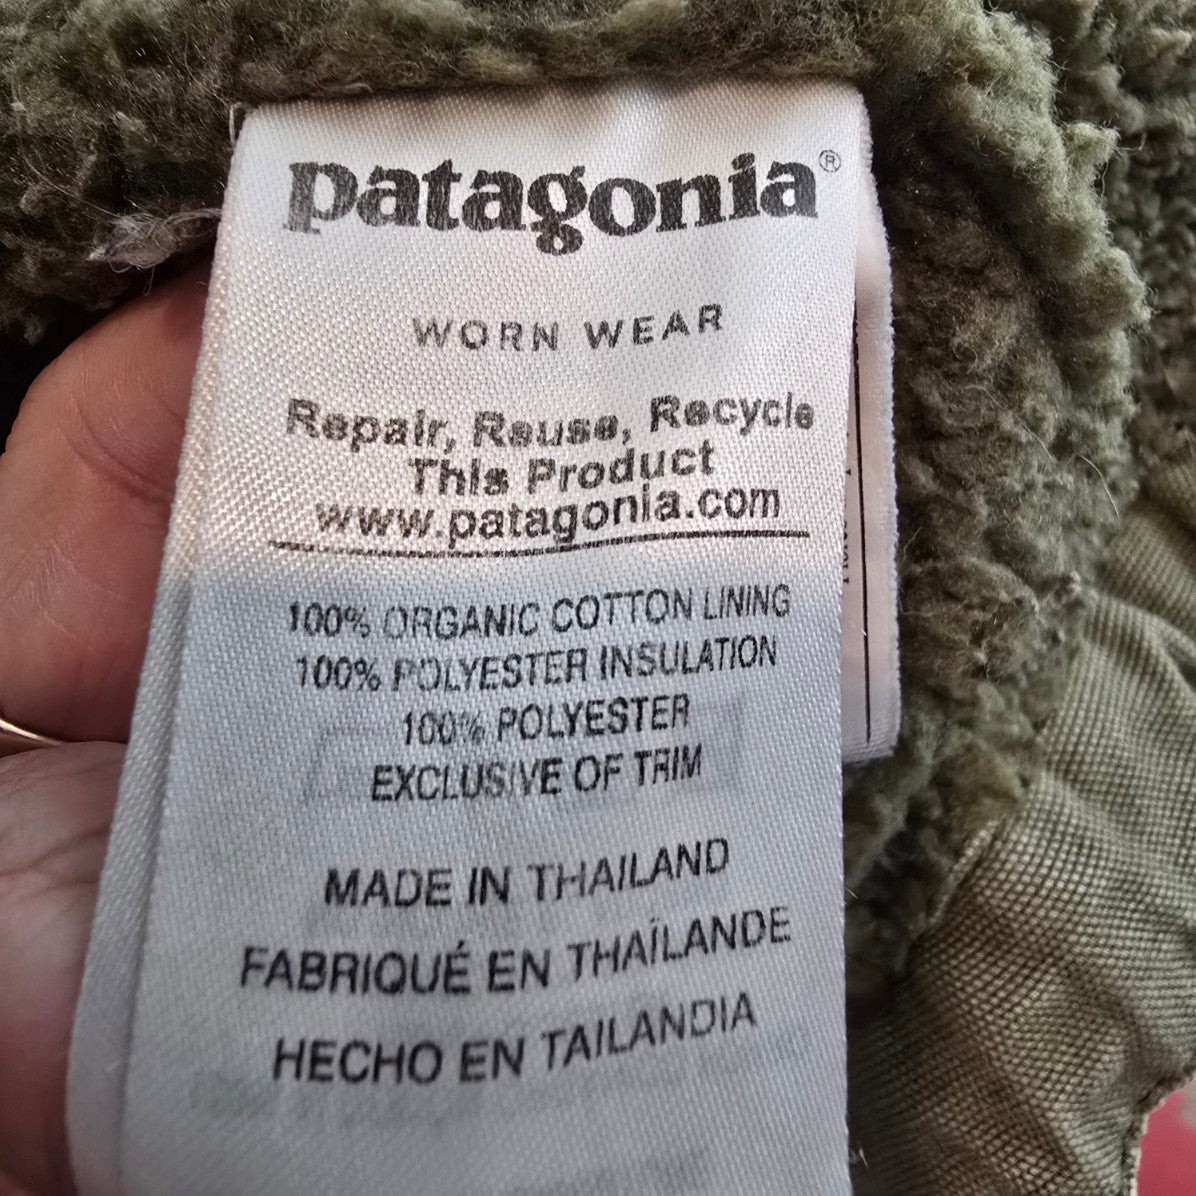 patagonia®
WORN WEAR
Repair, Reuse, Recycle
This Product
www.patagonia.com
100% ORGANIC COTTON LINING
100% POLYESTER INSULATION
100% POLYESTER
EXCLUSIVE OF TRIM
MADE IN THAILAND
FABRIQUÉ EN THAÏLANDE
HECHO EN TAILANDIA